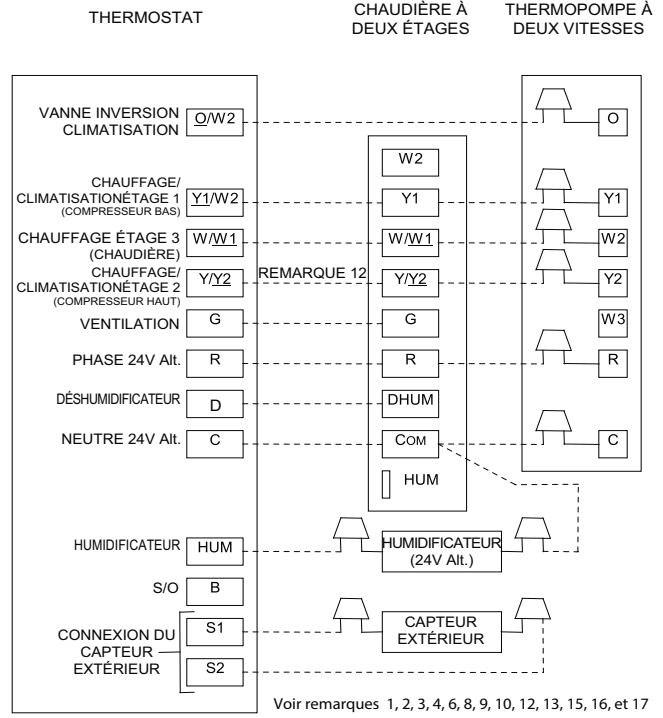 THERMOSTAT
CHAUDIÈRE À
DEUX ÉTAGES
THERMOPOMPE À
DEUX VITESSES
VANNE INVERSION
CLIMATISATION
O/W2
O
W2
CHAUFFAGE/
CLIMATISATIONÉTAGE 1
(COMPRESSEUR BAS)
Y1/W2
Y1
Y1
CHAUFFAGE ÉTAGE 3
(CHAUDIÈRE)
W/W1
W/W1
W2
CHAUFFAGE/
CLIMATISATIONÉTAGE 2
(COMPRESSEUR HAUT)
Y/Y2
REMARQUE 12
Y/Y2
Y2
VENTILATION
G
G
W3
PHASE 24V Alt.
R
R
R
DÉSHUMIDIFICATEUR
D
DHUM
NEUTRE 24V Alt.
C
COM
C
HUM
HUMIDIFICATEUR
HUM
HUMIDIFICATEUR
(24V Alt.)
S/O
B
CONNEXION DU
CAPTEUR
EXTÉRIEUR
S1
CAPTEUR
EXTÉRIEUR
S2
Voir remarques 1, 2, 3, 4, 6, 8, 9, 10, 12, 13, 15, 16, et 17